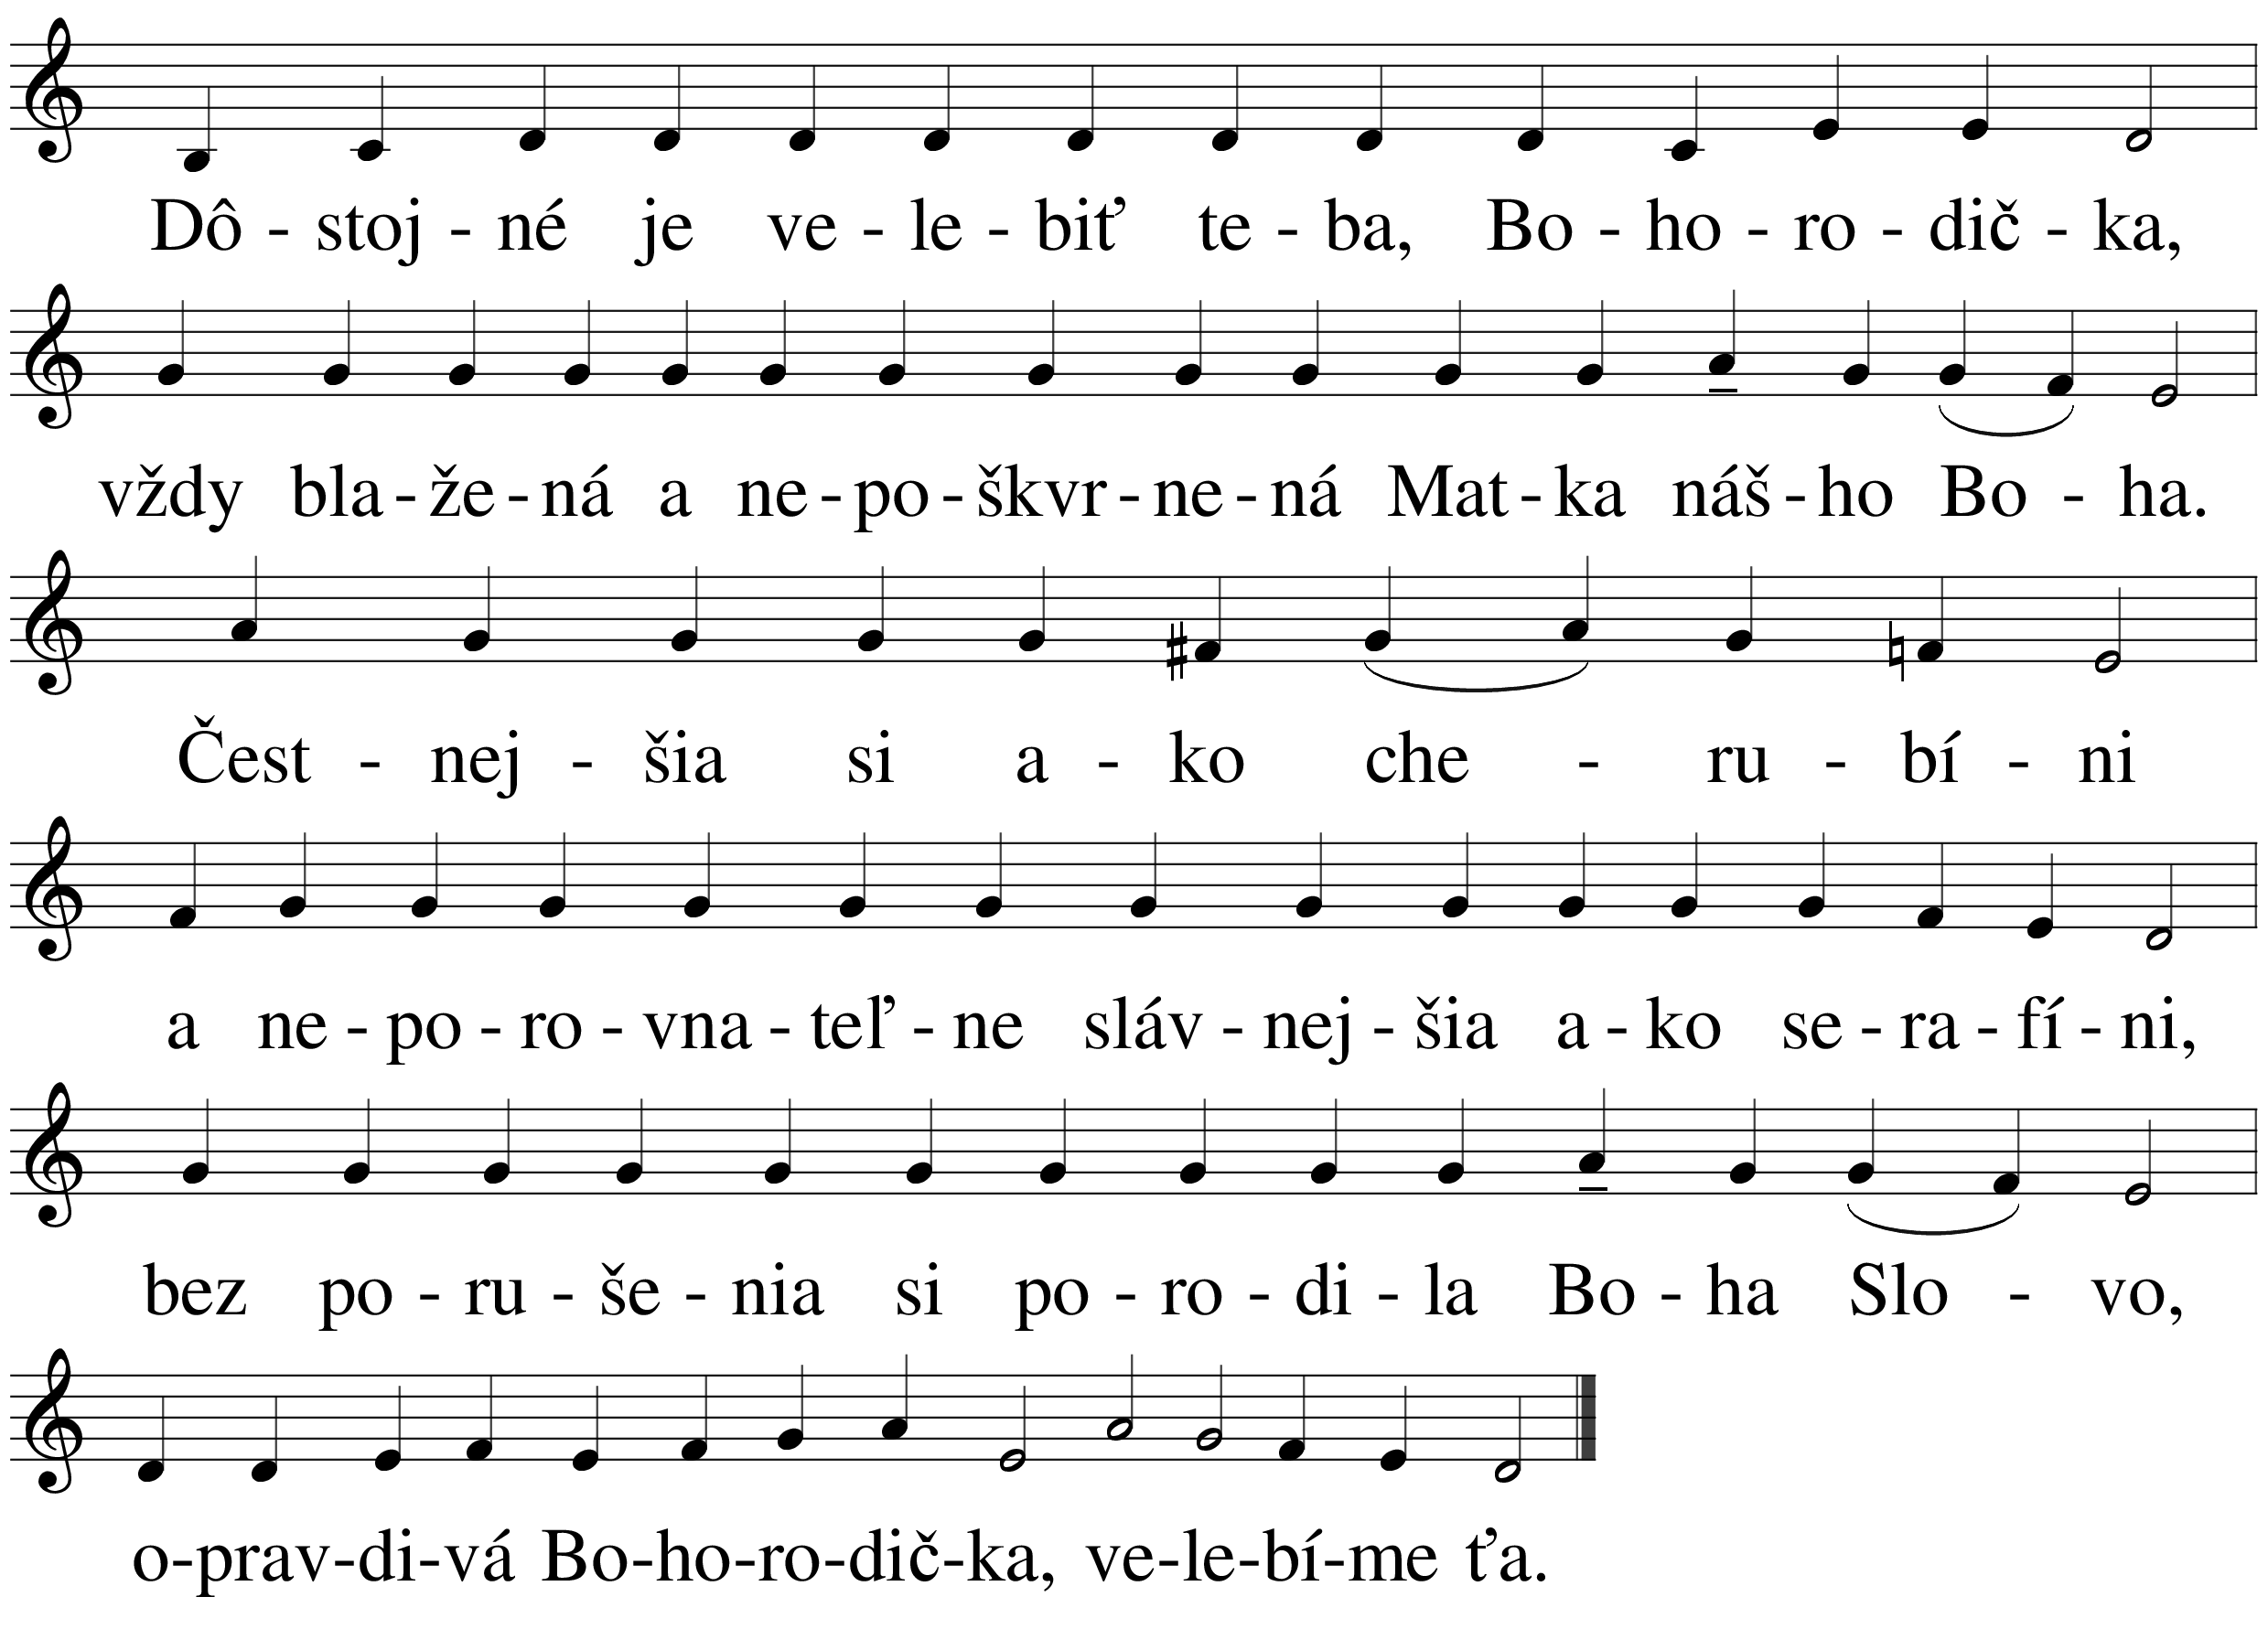 Dô - stoj - né je ve - le - biť te - ba, Bo - ho - ro - dič - ka,
vždy bla - že - ná a ne - po - škvr - ne - ná Mat - ka náš - ho Bo - ha.
Čest - nej - šia si a - ko che - ru - bí - ni
a ne - po - ro - vna - teľ - ne sláv - nej - šia a - ko se - ra - fí - ni,
bez po - ru - še - nia si po - ro - di - la Bo - ha Slo - vo,
o-prav-di-vá Bo-ho-ro-dič-ka, ve-le-bí-me ťa.